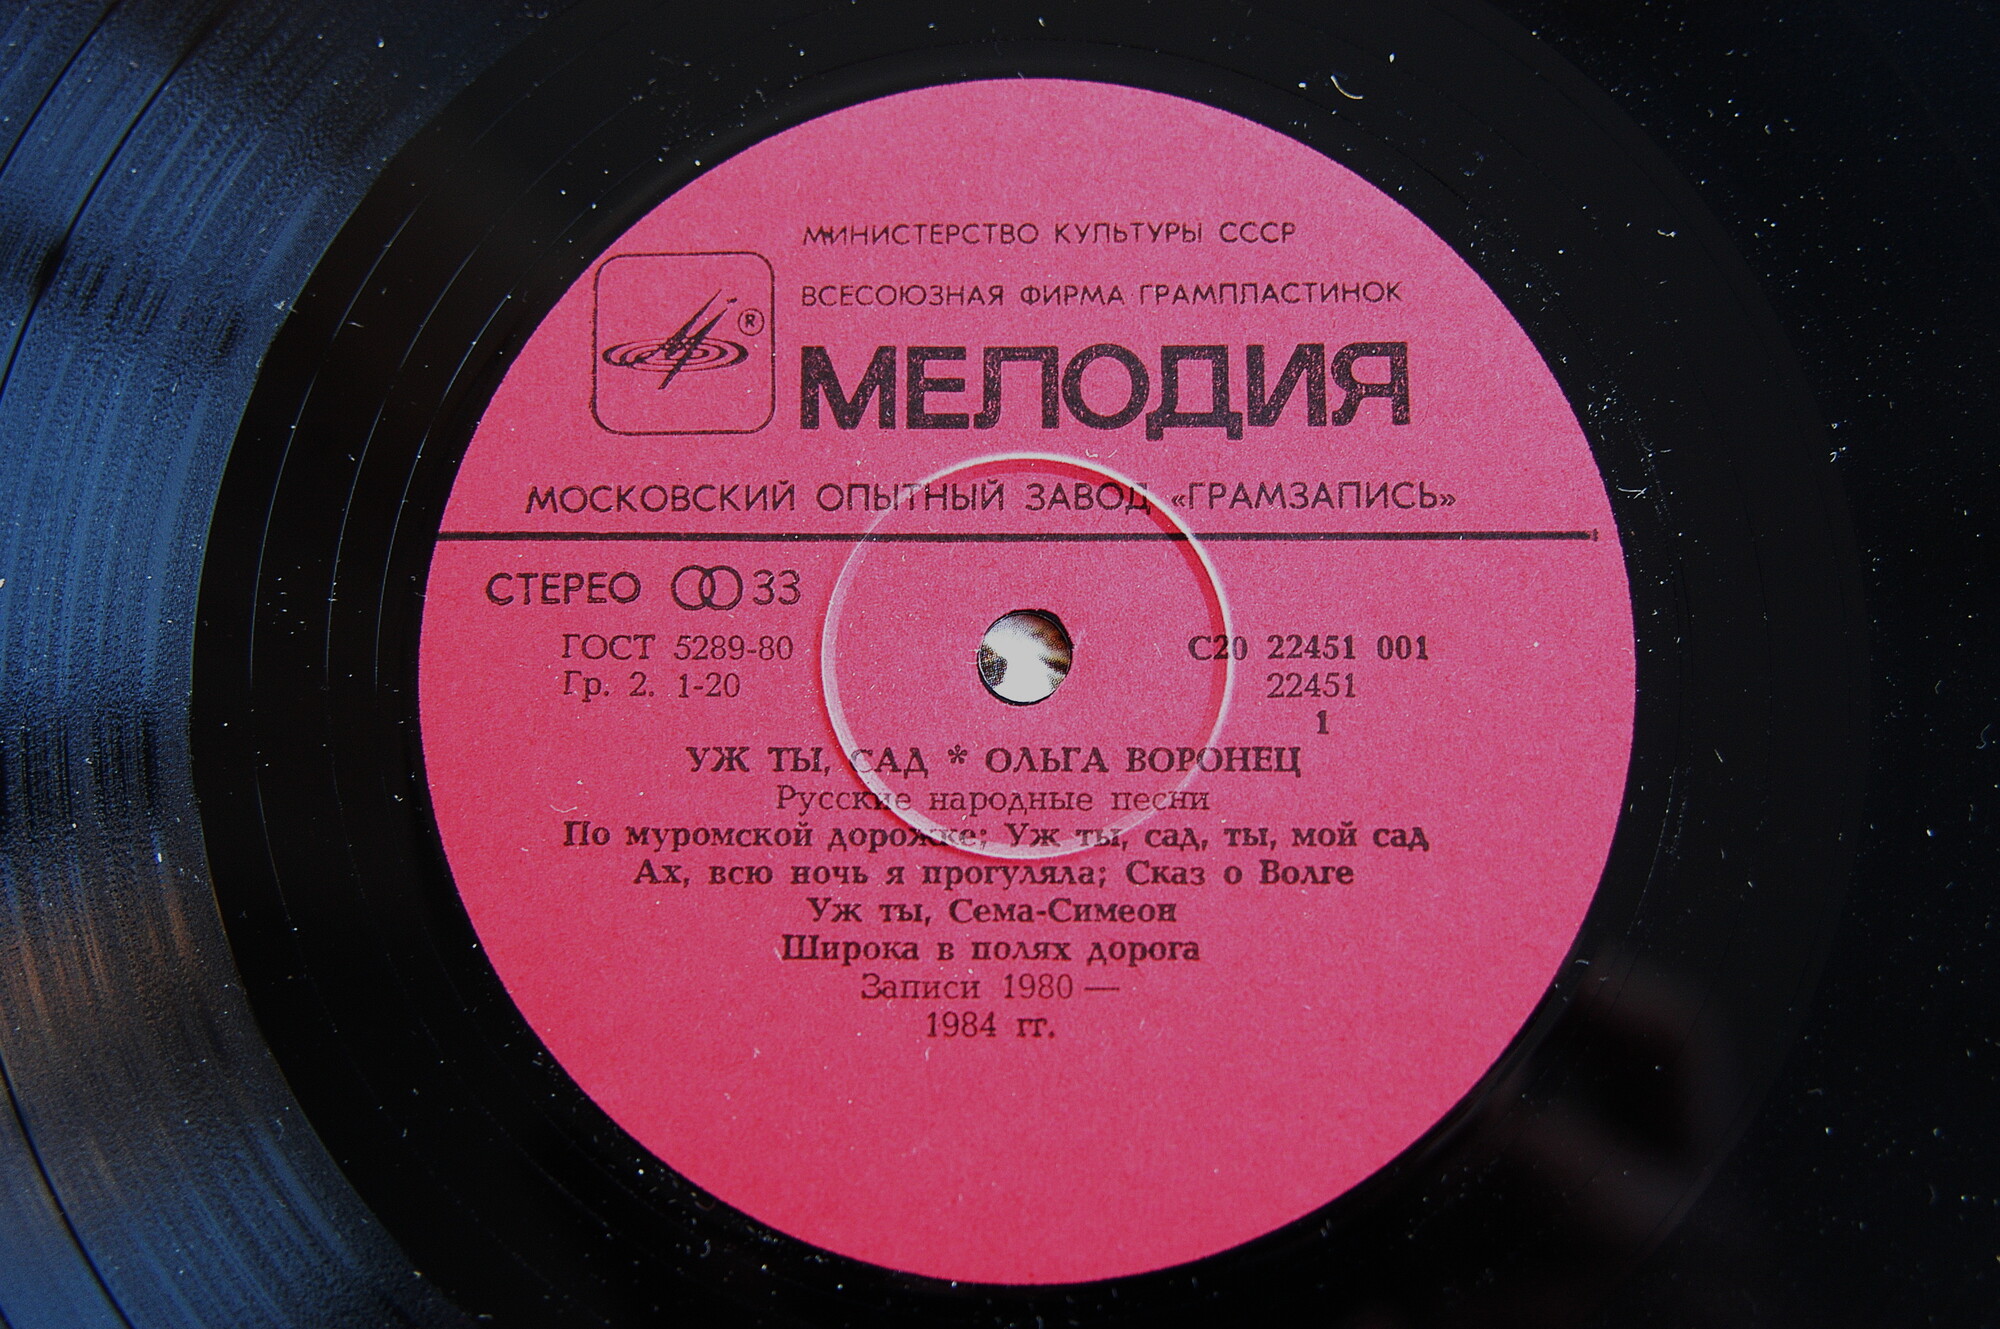 МИНИСТЕРСТВО КУЛЬТУРЫ СССР
ВСЕСОЮЗНАЯ ФИРМА ГРАМПЛАСТИНОК
®
МЕЛОДИЯ
МОСКОВСКИЙ ОПЫТНЫЙ ЗАВОД «ГРАМЗАПИСЬ»
СТЕРЕО 33
ГОСТ 5289-80 С20 22451 001
Гр. 2. 1-20 22451
1
УЖ ТЫ, САД * ОЛЬГА ВОРОНЕЦ
Русские народные песни
По муромской дорожке; Уж ты, сад, ты, мой сад
Ах, всю ночь я прогуляла; Сказ о Волге
Уж ты, Сема-Симеон
Широка в полях дорога
Записи 1980 —
1984 гг.